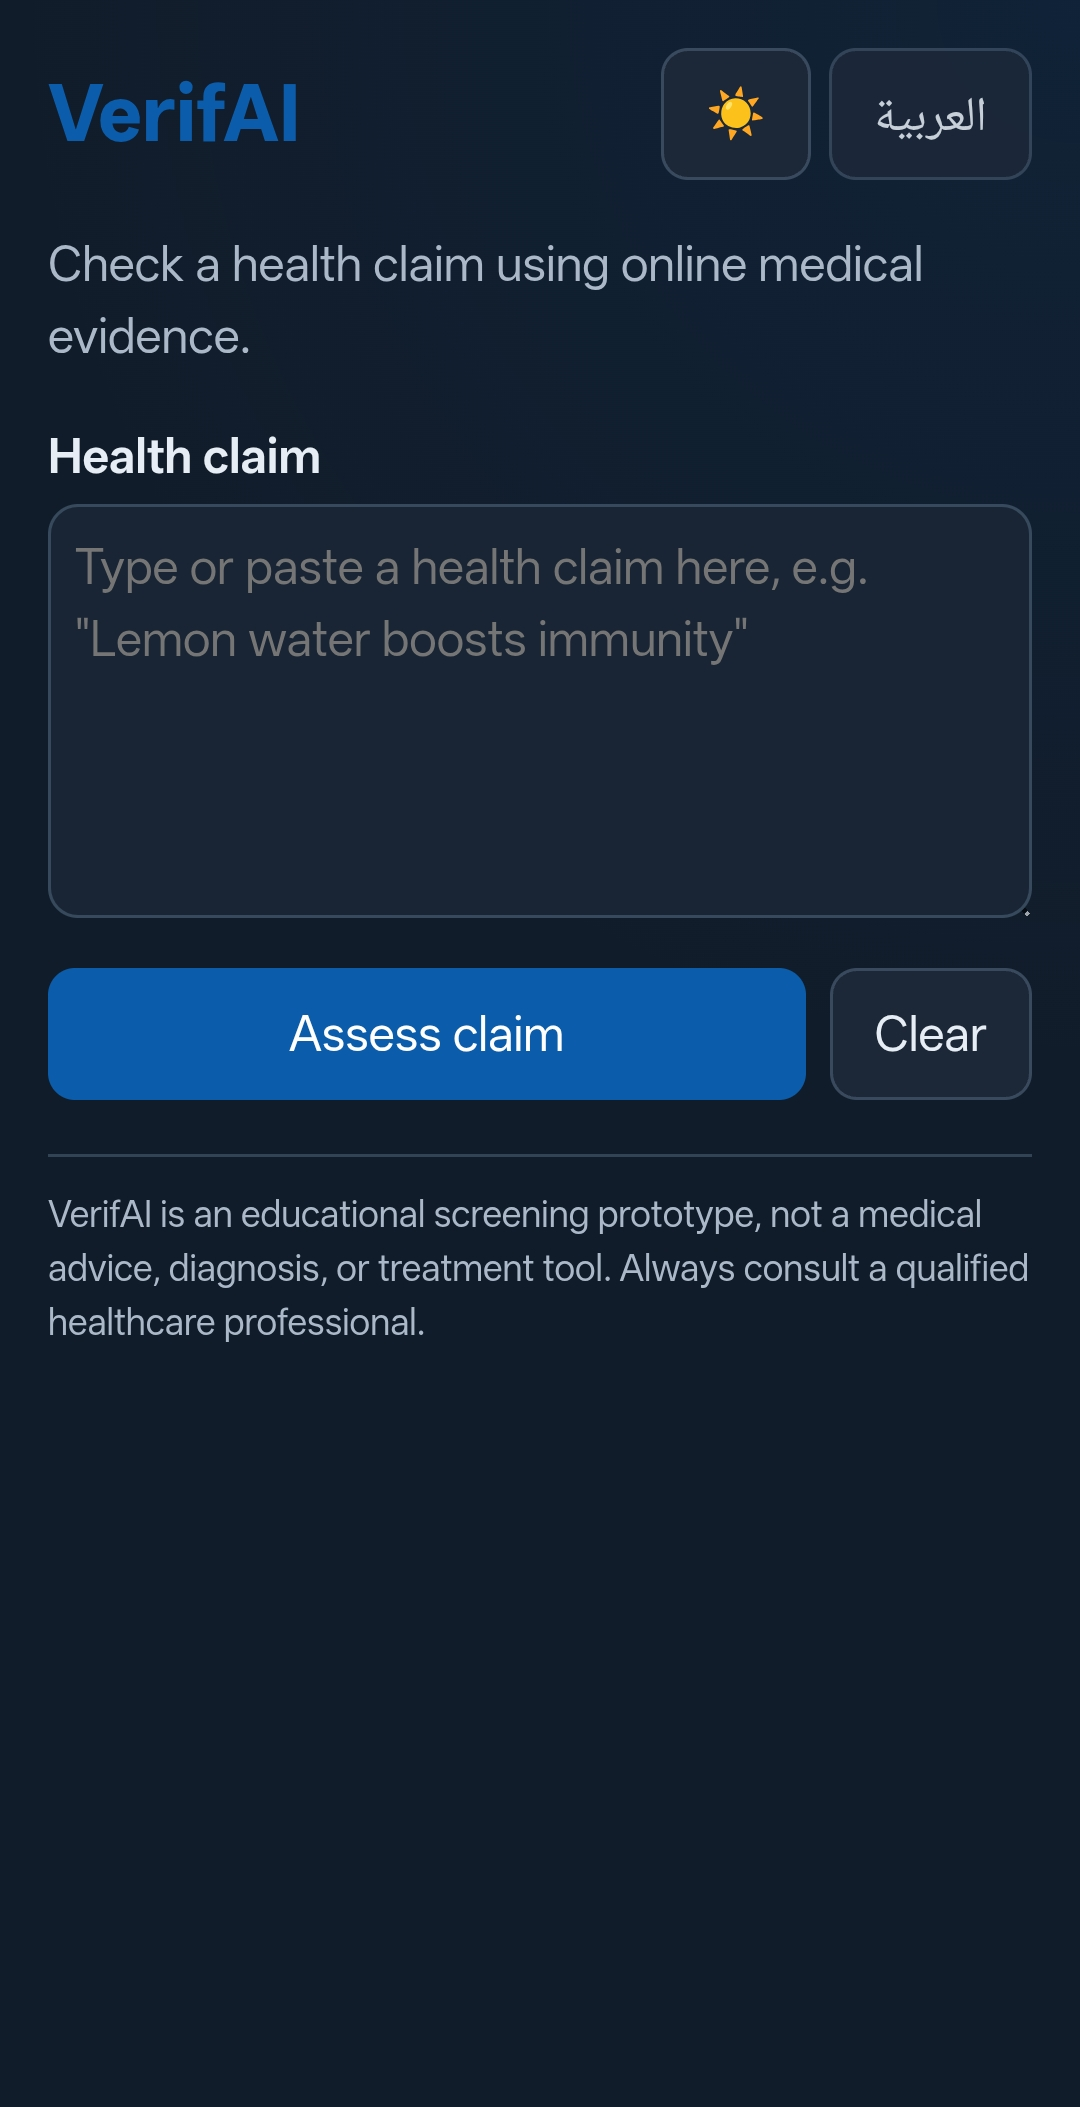 VerifAI
العربية
Check a health claim using online medical
evidence.
Health claim
Type or paste a health claim here, e.g.
"Lemon water boosts immunity"
Assess claim
Clear
VerifAI is an educational screening prototype, not a medical
advice, diagnosis, or treatment tool. Always consult a qualified
healthcare professional.